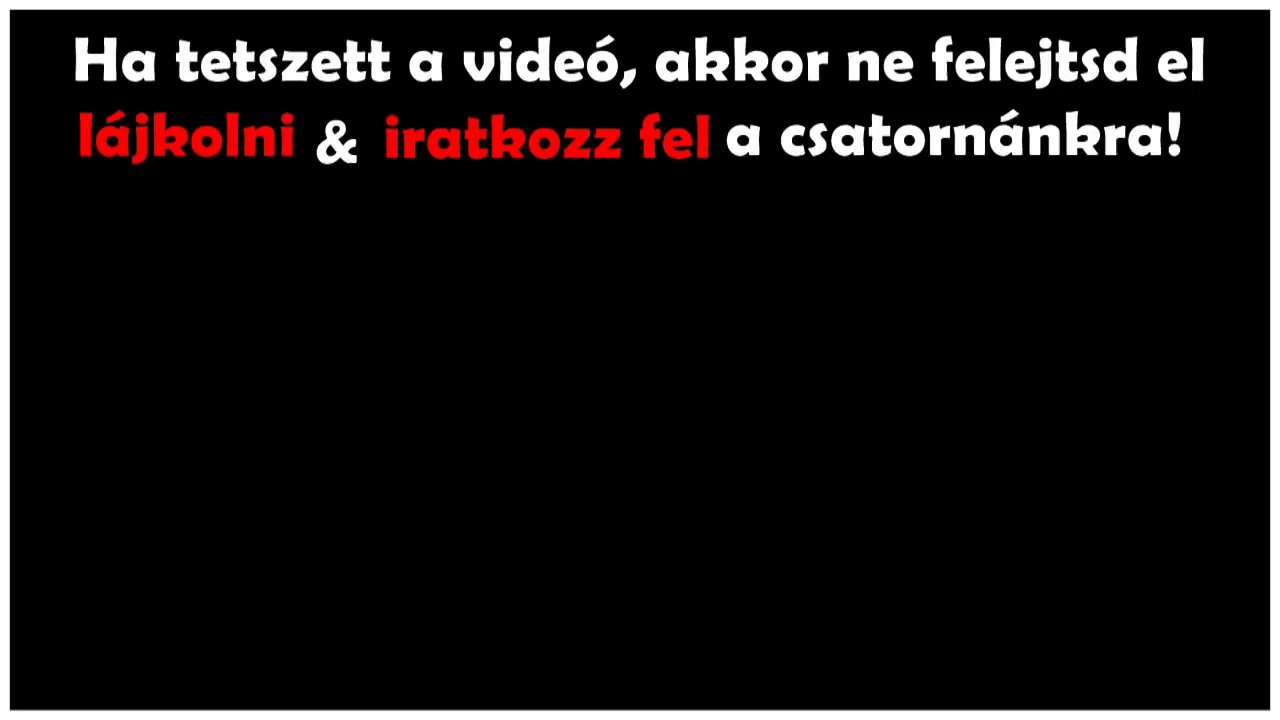 Ha tetszett a videó, akkor ne felejtsd el
lájkolni & iratkozz fel a csatornánkra!